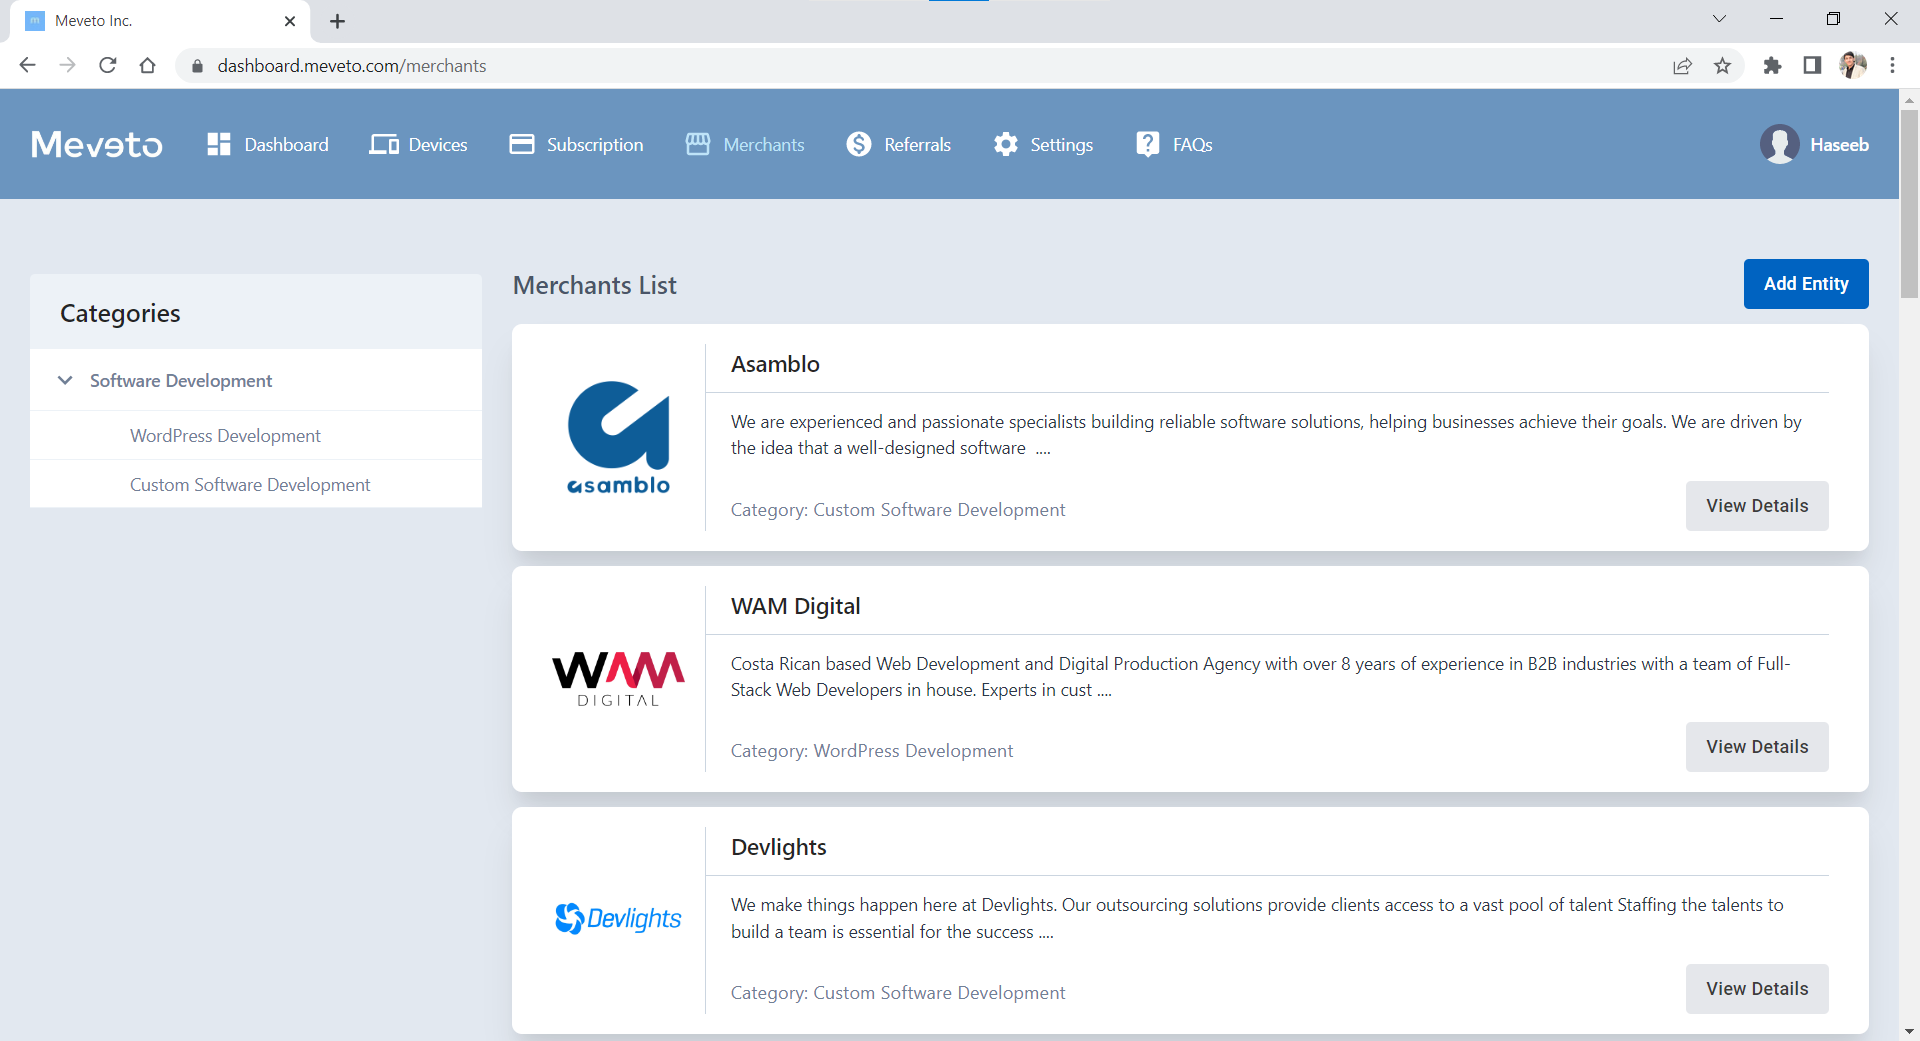 Meveto Inc.
dashboard.meveto.com/merchants
Meveto
Dashboard
Devices
Subscription
Merchants
Referrals
Settings
FAQs
Haseeb
Categories
Software Development
WordPress Development
Custom Software Development
Merchants List
Add Entity
asamblo
Asamblo
We are experienced and passionate specialists building reliable software solutions, helping businesses achieve their goals. We are driven by
the idea that a well-designed software ....
Category: Custom Software Development
View Details
WAM
DIGITAL
WAM Digital
Costa Rican based Web Development and Digital Production Agency with over 8 years of experience in B2B industries with a team of Full-
Stack Web Developers in house. Experts in cust ....
Category: WordPress Development
View Details
Devlights
Devlights
We make things happen here at Devlights. Our outsourcing solutions provide clients access to a vast pool of talent Staffing the talents to
build a team is essential for the success ....
Category: Custom Software Development
View Details